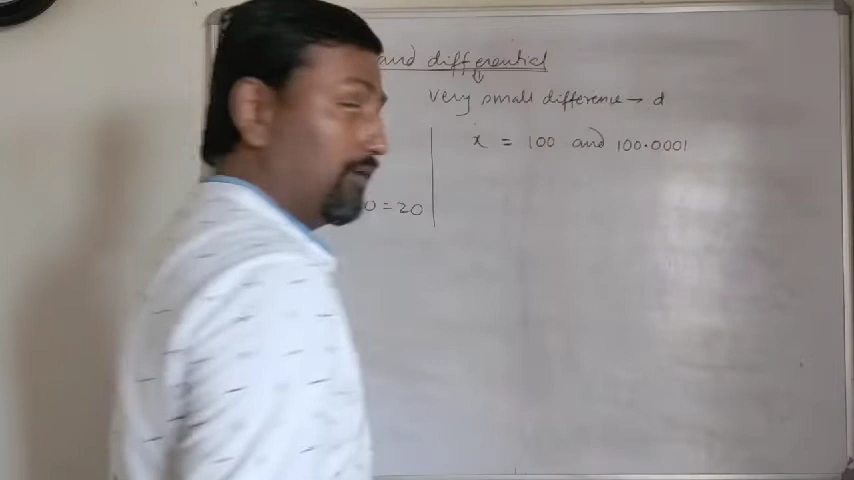 and differential
very small difference → d
x = 100 and 100.0001
0 = 20